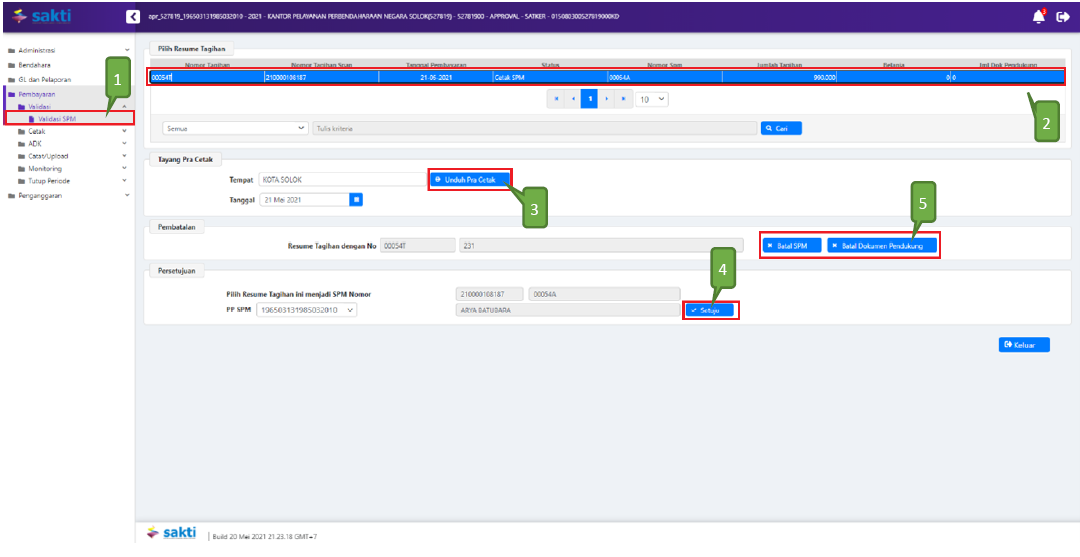 sakti
apr_527819_196503131985032010 - 2021 - KANTOR PELAYANAN PERBENDAHARAAN NEGARA SOLOK(527819) - 52781900 - APPROVAL - SATKER - 015080300527819000KD
Administrasi
Bendahara
GL dan Pelaporan
Pembayaran
Validasi
Validasi SPM
Cetak
ADK
Catat/Upload
Monitoring
Tutup Periode
Penganggaran
1
Pilih Resume Tagihan
Nomor Tagihan Nomor Tagihan Span Tanggal Pembayaran Status Nomor Spm Jumlah Tagihan Belanja Jml Dok Pendukung
00054T 210000108187 21-06-2021 Cetak SPM 00054A 990.000 0 0
1 10
2
Semua Tulis kriteria Cari
Tayang Pra Cetak
Tempat KOTA SOLOK Unduh Pra Cetak
Tanggal 21 Mei 2021
3
5
Pembatalan
Resume Tagihan dengan No 00054T 231 Batal SPM Batal Dokumen Pendukung
4
Persetujuan
Pilih Resume Tagihan ini menjadi SPM Nomor 210000108187 00054A
PP SPM 196503131985032010 ARYA BATUBARA Setuju
Keluar
sakti | Build 20 Mei 2021 21.23.18 GMT+7